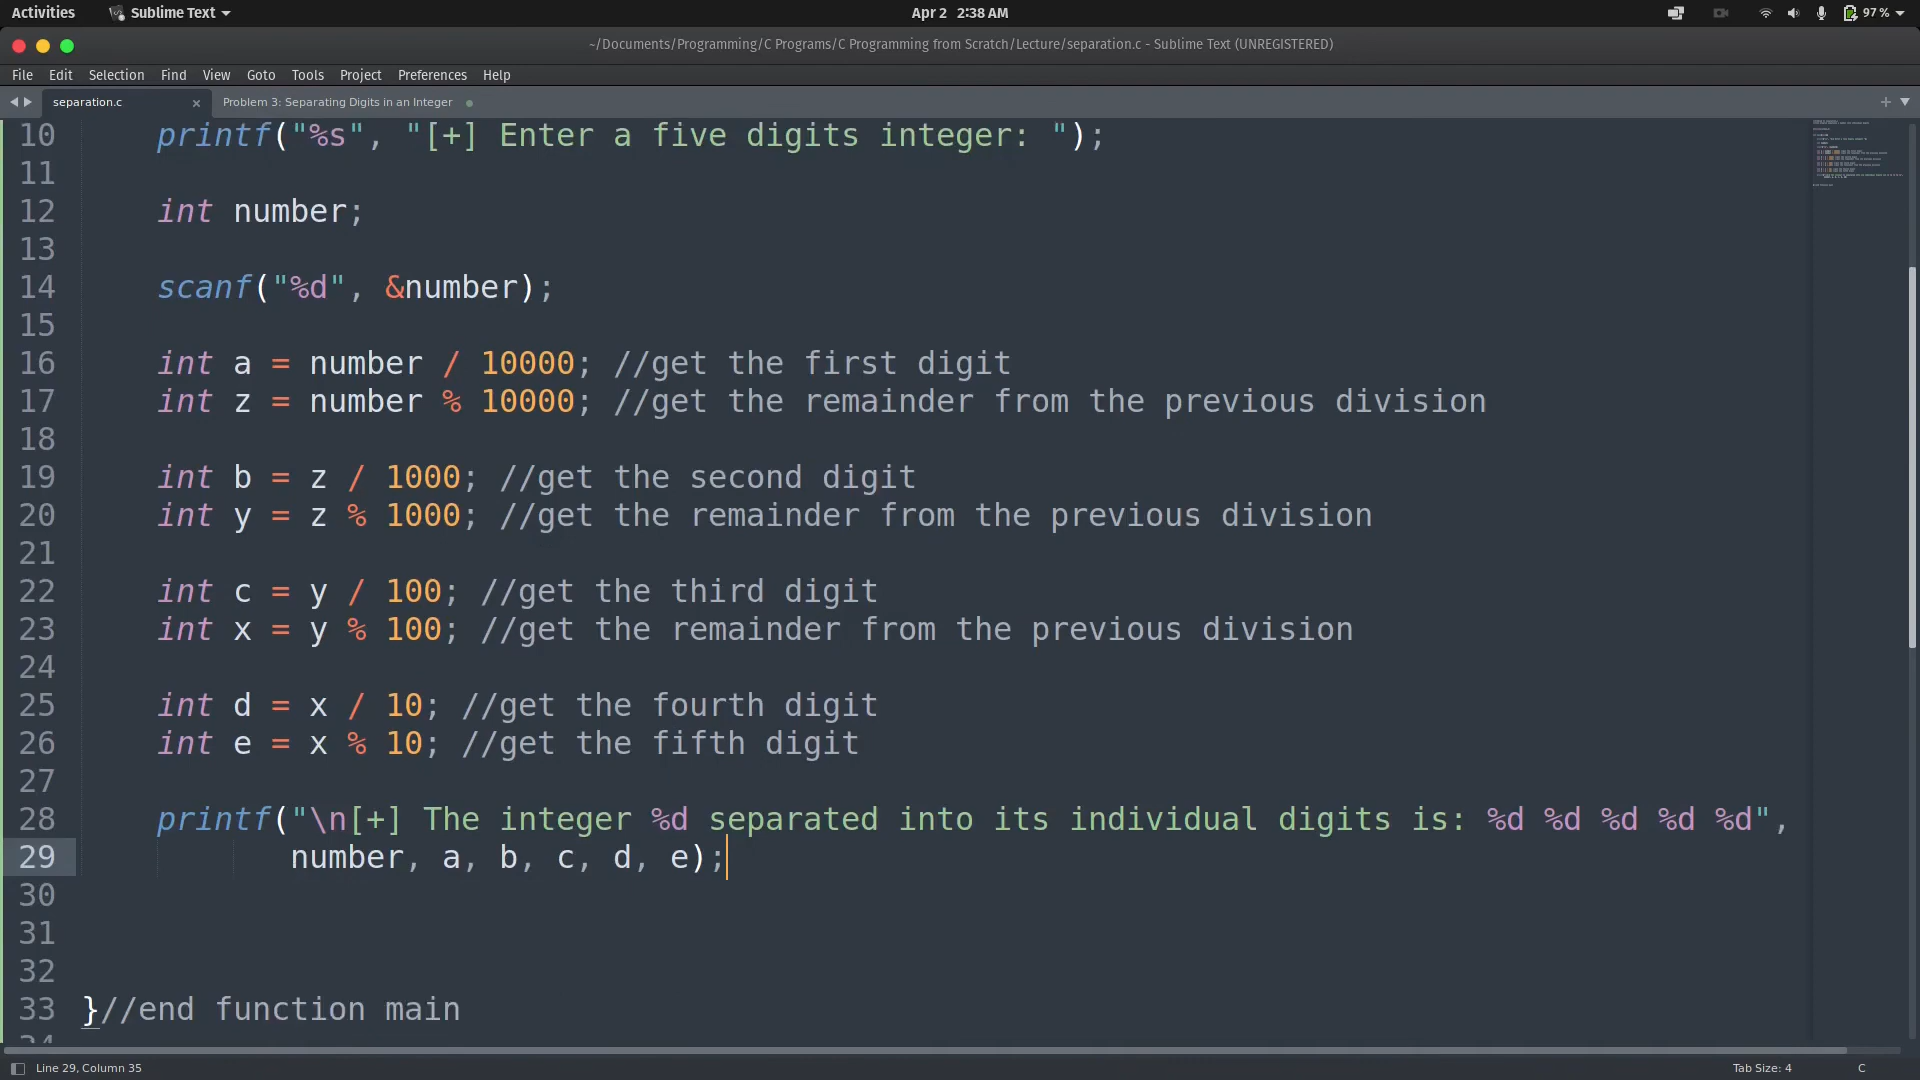 Activities Sublime Text Apr 2 2:38 AM 97 %
~/Documents/Programming/C Programs/C Programming from Scratch/Lecture/separation.c - Sublime Text (UNREGISTERED)
File Edit Selection Find View Goto Tools Project Preferences Help
separation.c Problem 3: Separating Digits in an Integer
10 printf("%s", "[+] Enter a five digits integer: ");
11
12 int number;
13
14 scanf("%d", &number);
15
16 int a = number / 10000; //get the first digit
17 int z = number % 10000; //get the remainder from the previous division
18
19 int b = z / 1000; //get the second digit
20 int y = z % 1000; //get the remainder from the previous division
21
22 int c = y / 100; //get the third digit
23 int x = y % 100; //get the remainder from the previous division
24
25 int d = x / 10; //get the fourth digit
26 int e = x % 10; //get the fifth digit
27
28 printf("\n[+] The integer %d separated into its individual digits is: %d %d %d %d %d",
29 number, a, b, c, d, e);
30
31
32
33 }//end function main
Line 29, Column 35 Tab Size: 4 C